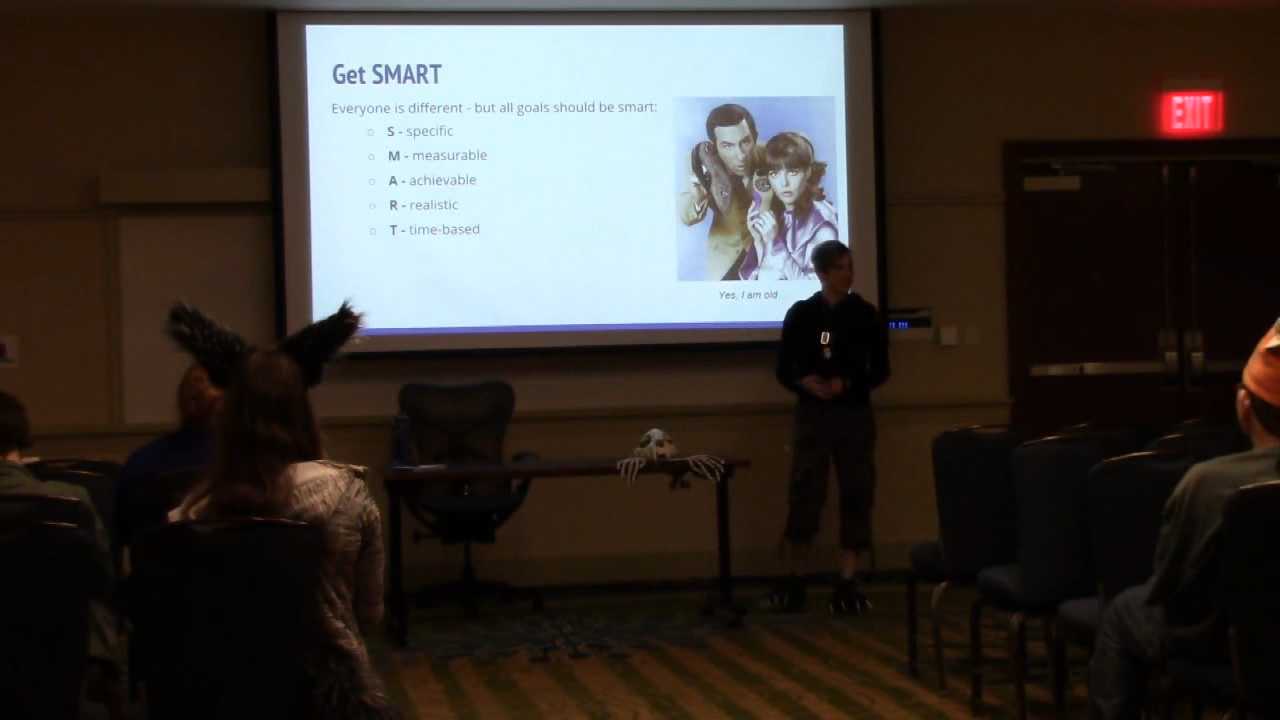 Get SMART
Everyone is different - but all goals should be smart:
S - specific
M - measurable
A - achievable
R - realistic
T - time-based
Yes, I am old...
EXIT